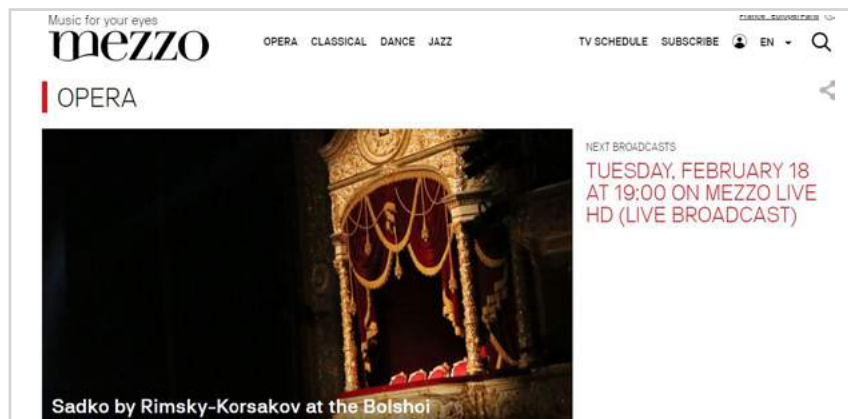 Music for your eyes
mezzo
OPERA CLASSICAL DANCE JAZZ
TV SCHEDULE SUBSCRIBE EN
OPERA
NEXT BROADCASTS
TUESDAY, FEBRUARY 18
AT 19:00 ON MEZZO LIVE
HD (LIVE BROADCAST)
Sadko by Rimsky-Korsakov at the Bolshoi